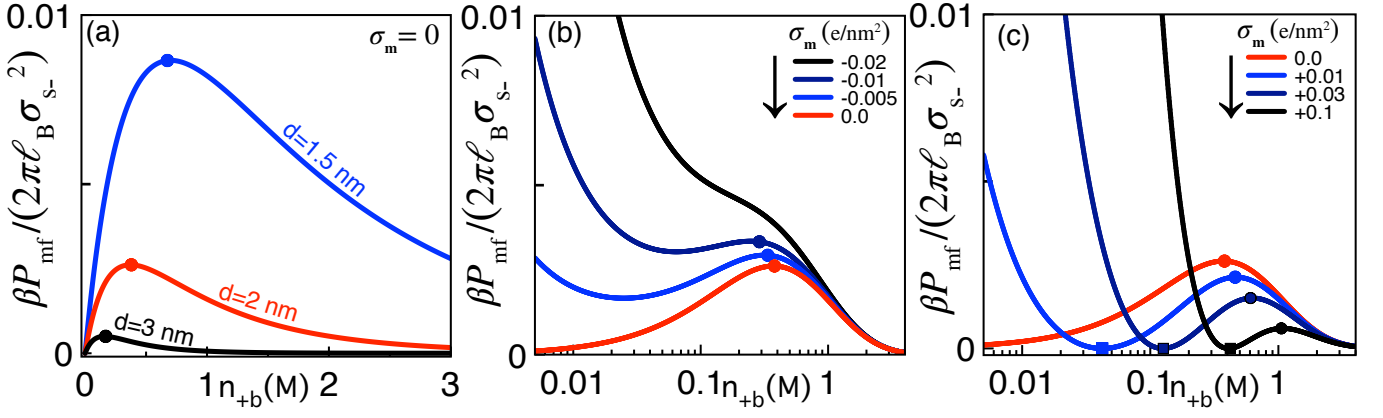 0.01
(a)
σm = 0
d=1.5 nm
d=2 nm
d=3 nm
βPmf/(2πℓBσs-²)
0
0 1 n+b(M) 2 3
0.01
(b)
σm (e/nm²)
-0.02
-0.01
-0.005
0.0
βPmf/(2πℓBσs-²)
0
0.01 0.1 n+b(M) 1
0.01
(c)
σm (e/nm²)
0.0
+0.01
+0.03
+0.1
βPmf/(2πℓBσs-²)
0
0.01 0.1 n+b(M) 1